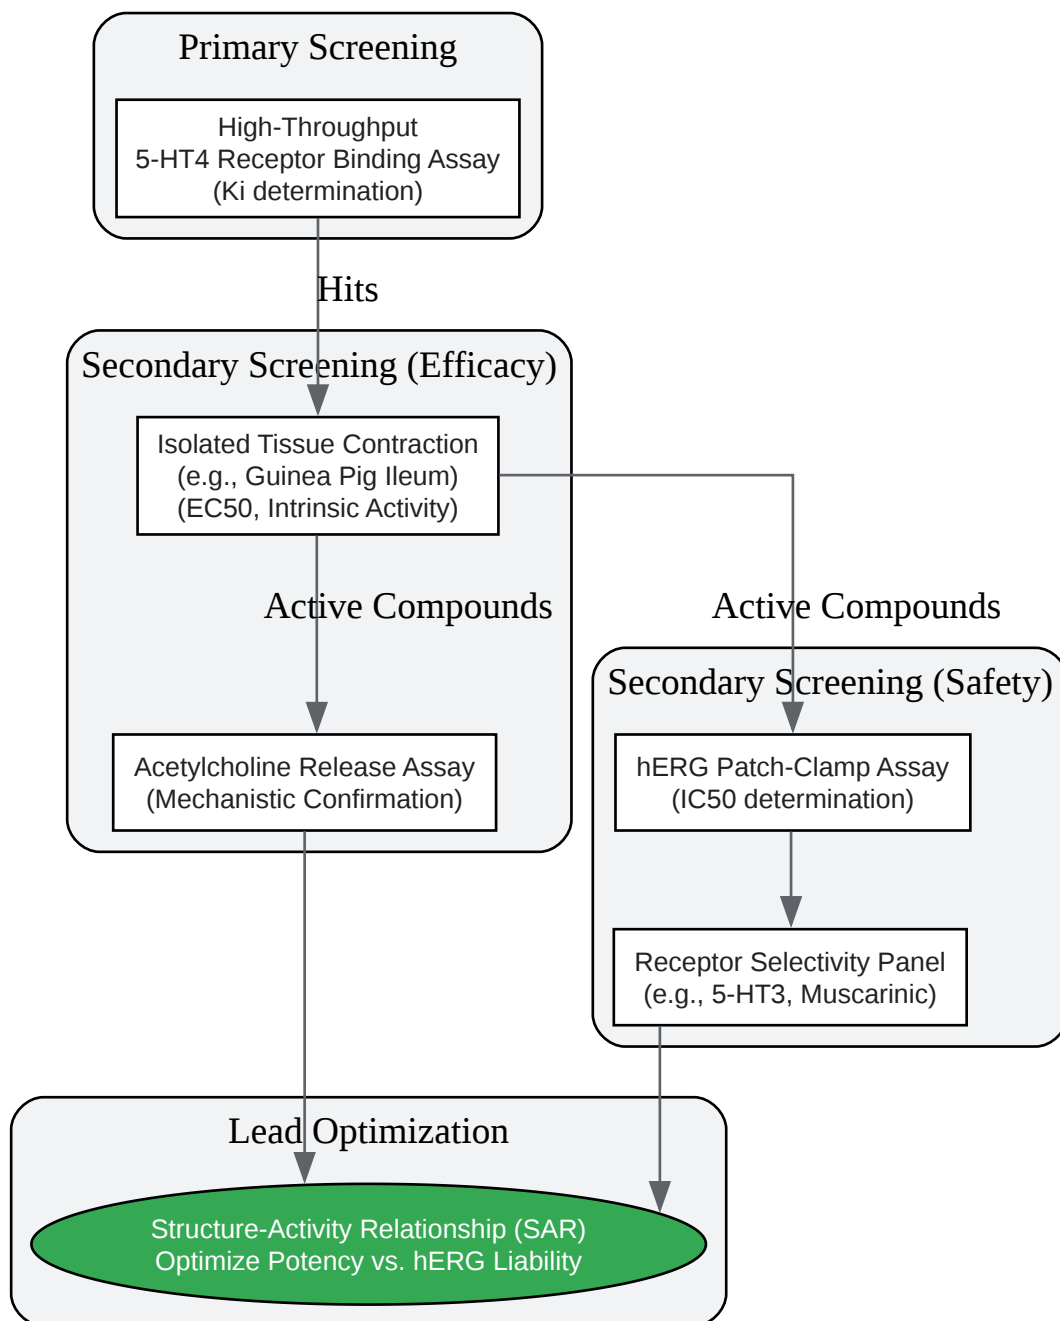 Primary Screening
High-Throughput
5-HT4 Receptor Binding Assay
(Ki determination)
Hits
Secondary Screening (Efficacy)
Isolated Tissue Contraction
(e.g., Guinea Pig Ileum)
(EC50, Intrinsic Activity)
Active Compounds
Active Compounds
Secondary Screening (Safety)
Acetylcholine Release Assay
(Mechanistic Confirmation)
hERG Patch-Clamp Assay
(IC50 determination)
Receptor Selectivity Panel
(e.g., 5-HT3, Muscarinic)
Lead Optimization
Structure-Activity Relationship (SAR)
Optimize Potency vs. hERG Liability